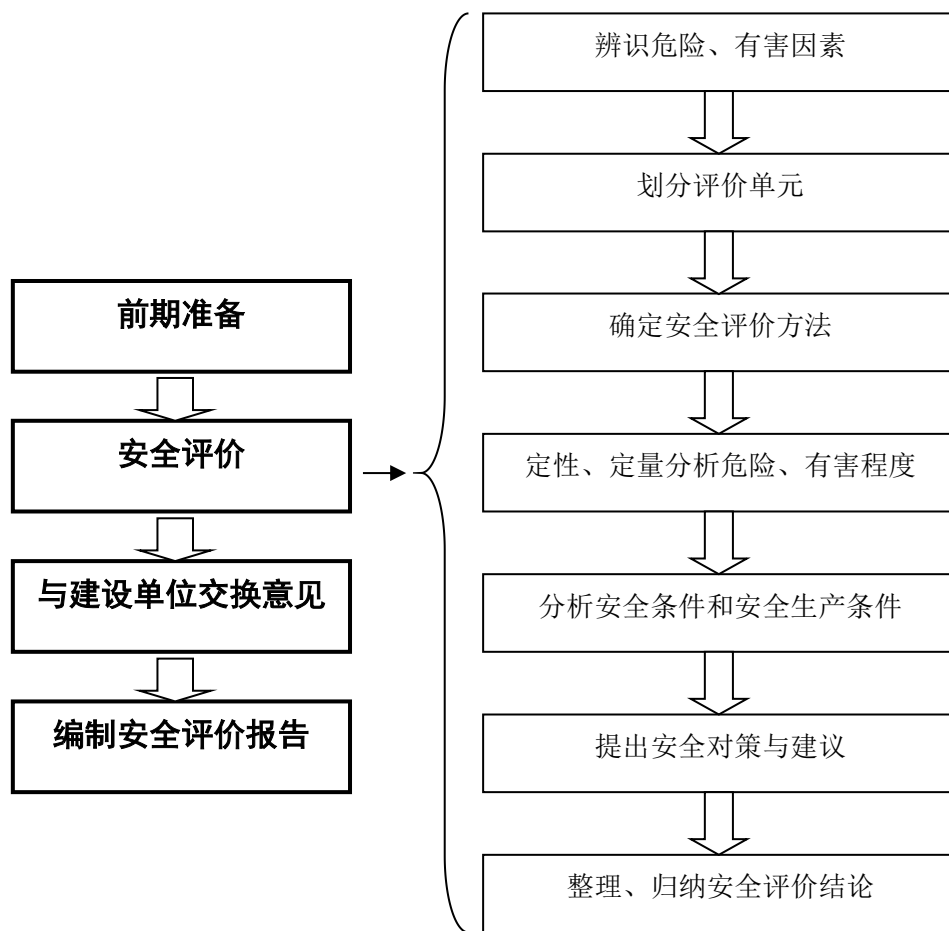 前期准备
安全评价
与建设单位交换意见
编制安全评价报告
辨识危险、有害因素
划分评价单元
确定安全评价方法
定性、定量分析危险、有害程度
分析安全条件和安全生产条件
提出安全对策与建议
整理、归纳安全评价结论